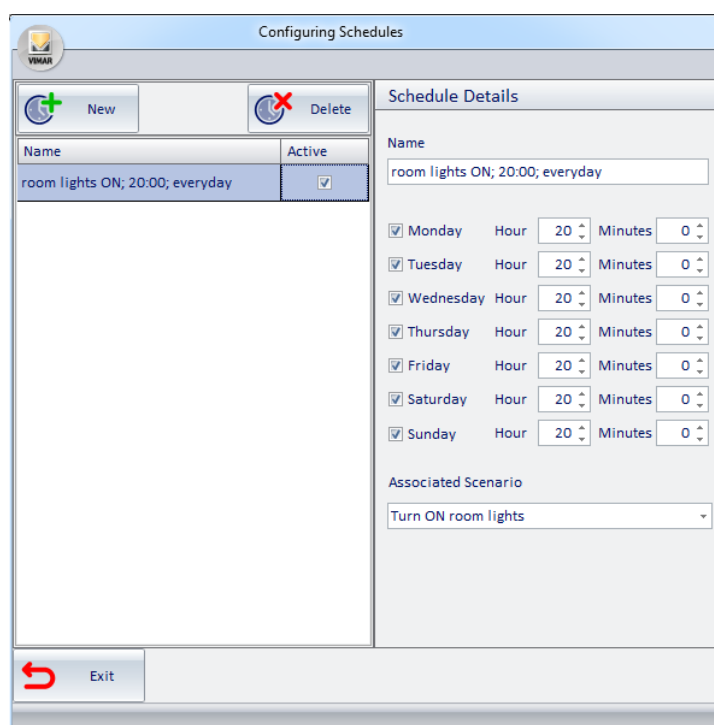 Configuring Schedules
VIMAR
New
Delete
Name
Active
room lights ON; 20:00; everyday
Schedule Details
Name
room lights ON; 20:00; everyday
Monday Hour 20 Minutes 0
Tuesday Hour 20 Minutes 0
Wednesday Hour 20 Minutes 0
Thursday Hour 20 Minutes 0
Friday Hour 20 Minutes 0
Saturday Hour 20 Minutes 0
Sunday Hour 20 Minutes 0
Associated Scenario
Turn ON room lights
Exit